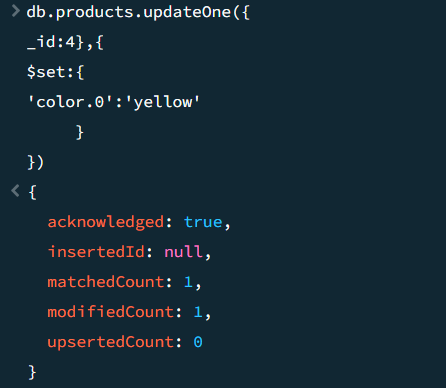 > db.products.updateOne({
_id:4},{
$set:{
'color.0':'yellow'
}
})
< {
acknowledged: true,
insertedId: null,
matchedCount: 1,
modifiedCount: 1,
upsertedCount: 0
}